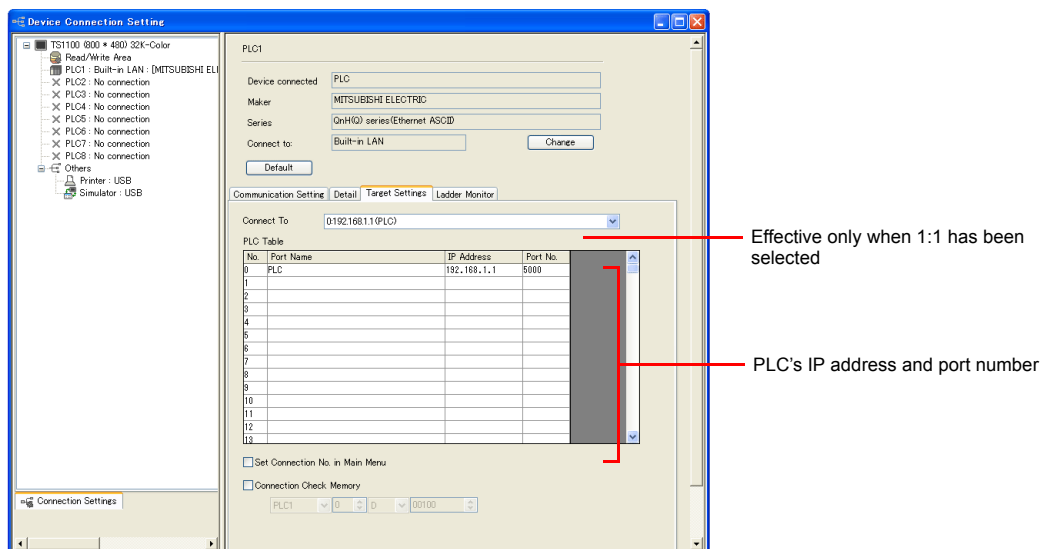 Device Connection Setting
TS1100 (800 * 480) 32K-Color
Read/Write Area
PLC1 : Built-in LAN : [MITSUBISHI EL
PLC2 : No connection
PLC3 : No connection
PLC4 : No connection
PLC5 : No connection
PLC6 : No connection
PLC7 : No connection
PLC8 : No connection
Others
Printer : USB
Simulator : USB
Connection Settings
PLC1
Device connected PLC
Maker MITSUBISHI ELECTRIC
Series QnH(Q) series(Ethernet ASCII)
Connect to: Built-in LAN Change
Default
Communication Setting Detail Target Settings Ladder Monitor
Connect To 0:192.168.1.1(PLC)
PLC Table
No. Port Name IP Address Port No.
0 PLC 192.168.1.1 5000
1
2
3
4
5
6
7
8
9
10
11
12
13
Set Connection No. in Main Menu
Connection Check Memory
PLC1 0 D 00100
Effective only when 1:1 has been
selected
PLC's IP address and port number